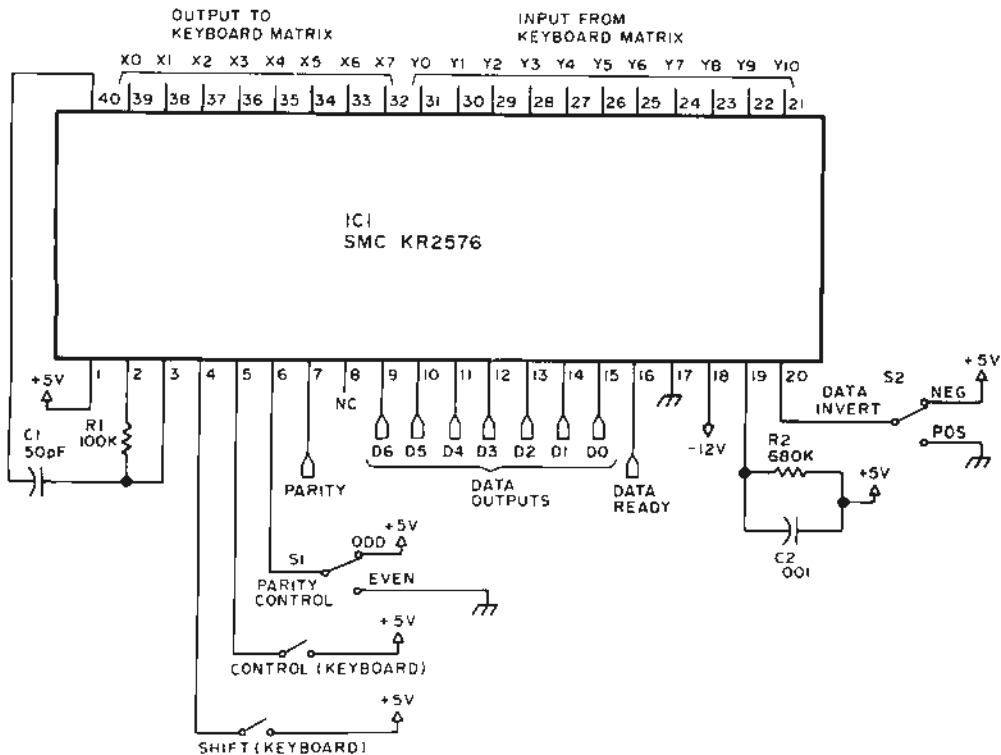 OUTPUT TO
KEYBOARD MATRIX
INPUT FROM
KEYBOARD MATRIX
X0 X1 X2 X3 X4 X5 X6 X7 Y0 Y1 Y2 Y3 Y4 Y5 Y6 Y7 Y8 Y9 Y10
40 39 38 37 36 35 34 33 32 31 30 29 28 27 26 25 24 23 22 21
IC1
SMC KR2576
1 2 3 4 5 6 7 8 9 10 11 12 13 14 15 16 17 18 19 20
+5V
C1
50pF
R1
100K
NC
D6 D5 D4 D3 D2 D1 D0
PARITY
DATA
OUTPUTS
DATA
READY
-12V
DATA
INVERT
S2
NEG
+5V
POS
R2
680K
+5V
C2
001
S1
PARITY
CONTROL
ODD
+5V
EVEN
+5V
CONTROL (KEYBOARD)
+5V
SHIFT (KEYBOARD)